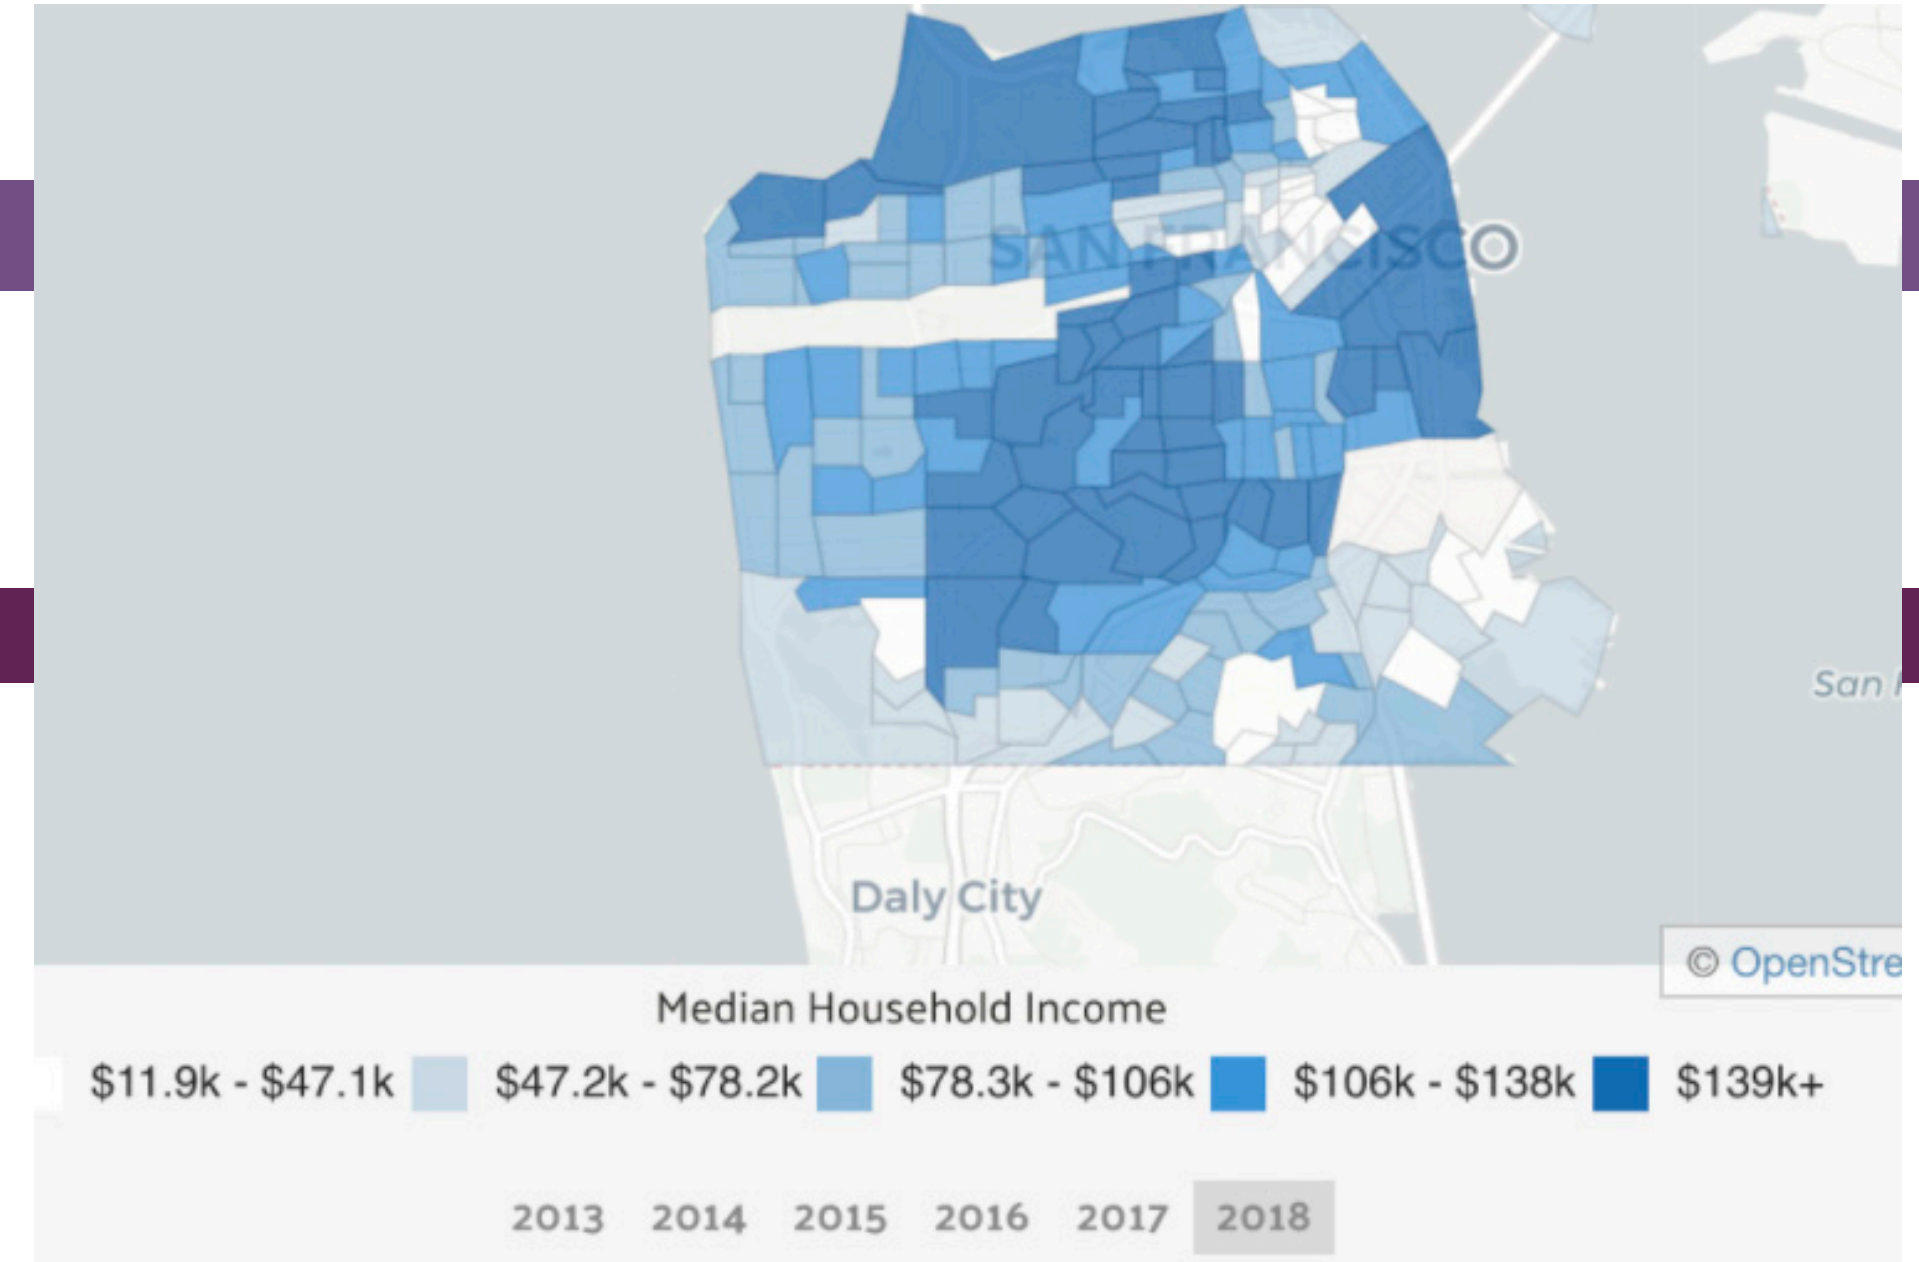 SAN FRANCISCO
San
Daly City
© OpenStre
Median Household Income
$11.9k - $47.1k $47.2k - $78.2k $78.3k - $106k $106k - $138k $139k+
2013 2014 2015 2016 2017 2018